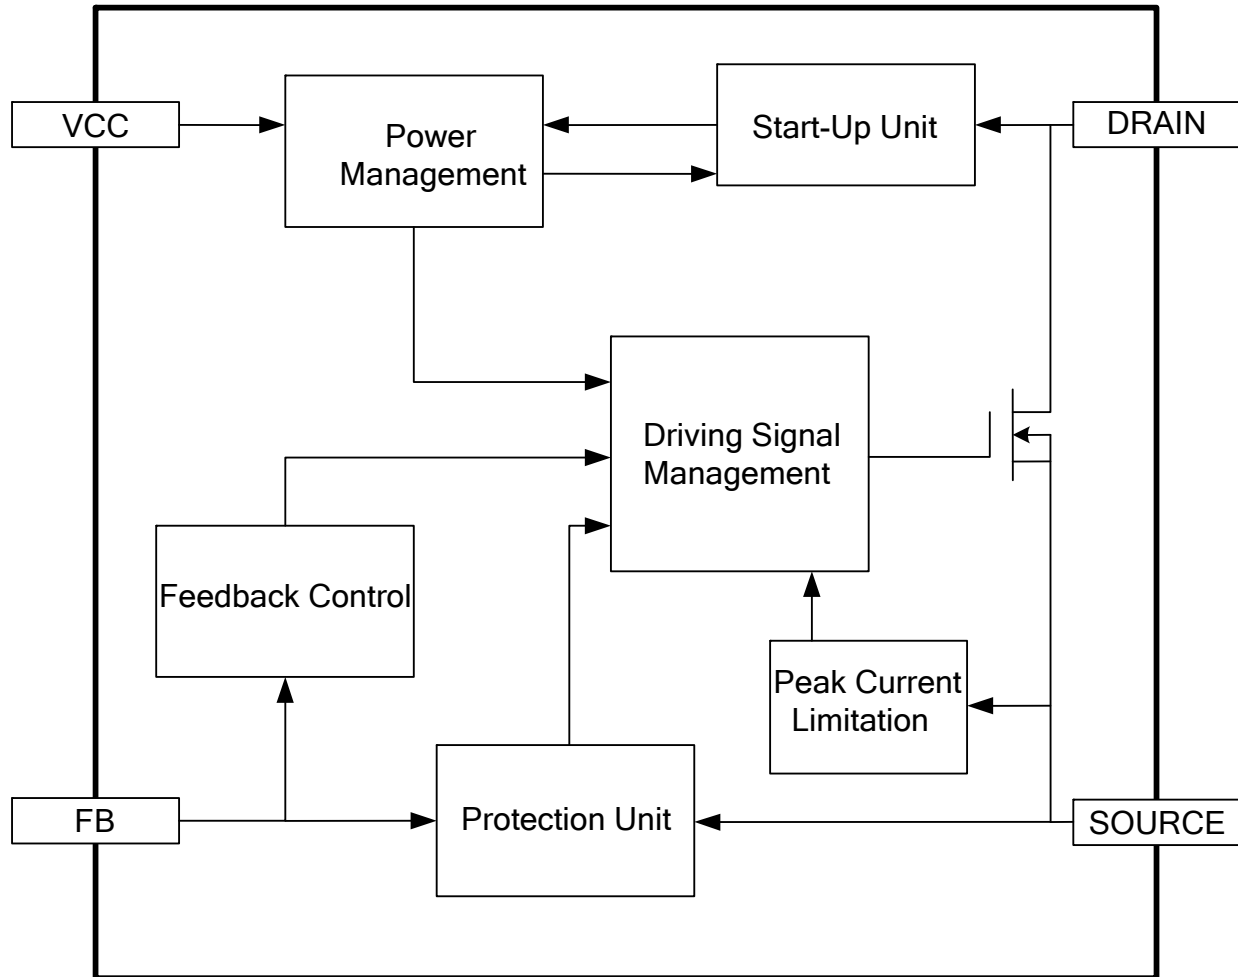 VCC
Power
Management
Start-Up Unit
DRAIN
Driving Signal
Management
Feedback Control
Peak Current
Limitation
FB
Protection Unit
SOURCE